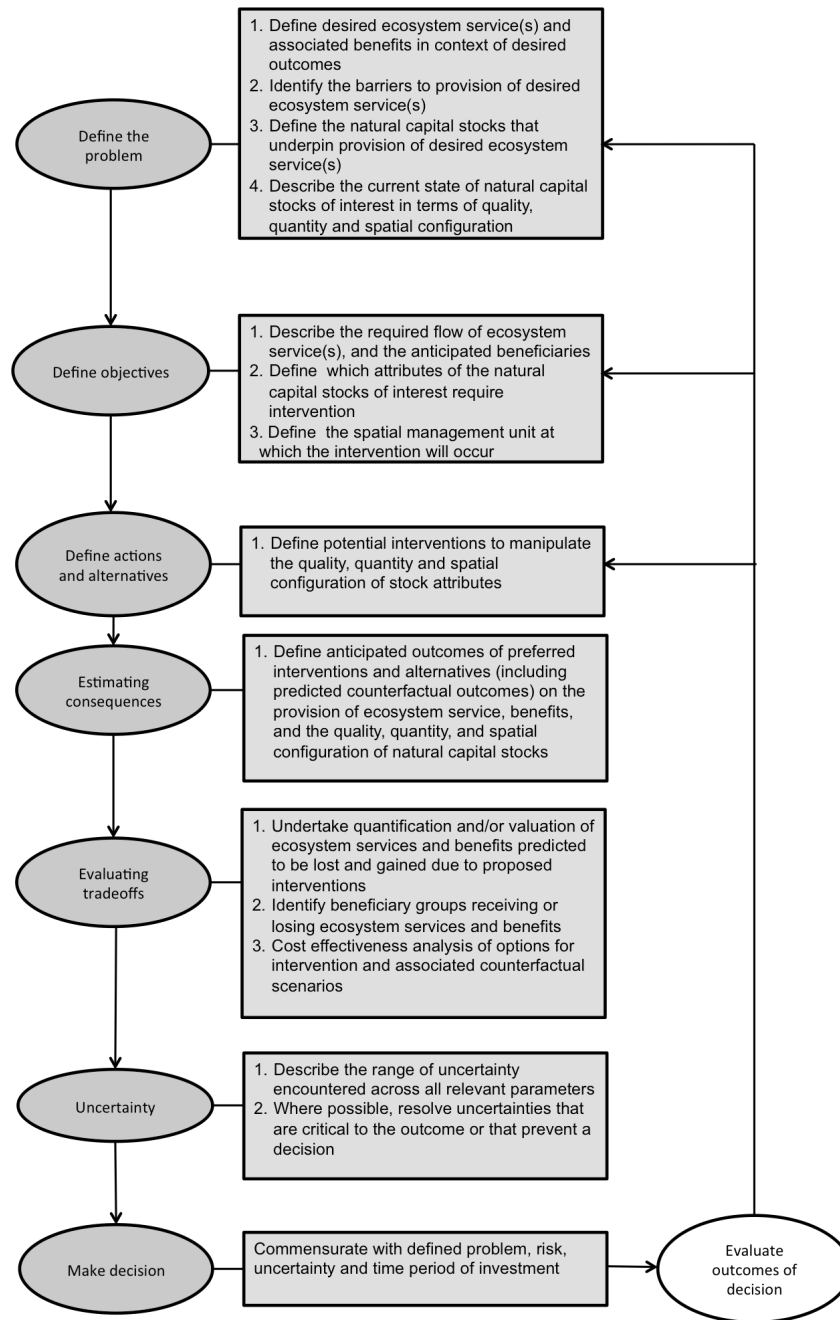 Define the
problem
1. Define desired ecosystem service(s) and
associated benefits in context of desired
outcomes
2. Identify the barriers to provision of desired
ecosystem service(s)
3. Define the natural capital stocks that
underpin provision of desired ecosystem
service(s)
4. Describe the current state of natural capital
stocks of interest in terms of quality,
quantity and spatial configuration
Define objectives
1. Describe the required flow of ecosystem
service(s), and the anticipated beneficiaries
2. Define which attributes of the natural
capital stocks of interest require
intervention
3. Define the spatial management unit at
which the intervention will occur
Define actions
and alternatives
1. Define potential interventions to manipulate
the quality, quantity and spatial
configuration of stock attributes
Estimating
consequences
1. Define anticipated outcomes of preferred
interventions and alternatives (including
predicted counterfactual outcomes) on the
provision of ecosystem service, benefits,
and the quality, quantity, and spatial
configuration of natural capital stocks
Evaluating
tradeoffs
1. Undertake quantification and/or valuation of
ecosystem services and benefits predicted
to be lost and gained due to proposed
interventions
2. Identify beneficiary groups receiving or
losing ecosystem services and benefits
3. Cost effectiveness analysis of options for
intervention and associated counterfactual
scenarios
Uncertainty
1. Describe the range of uncertainty
encountered across all relevant parameters
2. Where possible, resolve uncertainties that
are critical to the outcome or that prevent a
decision
Make decision
Commensurate with defined problem, risk,
uncertainty and time period of investment
Evaluate
outcomes of
decision